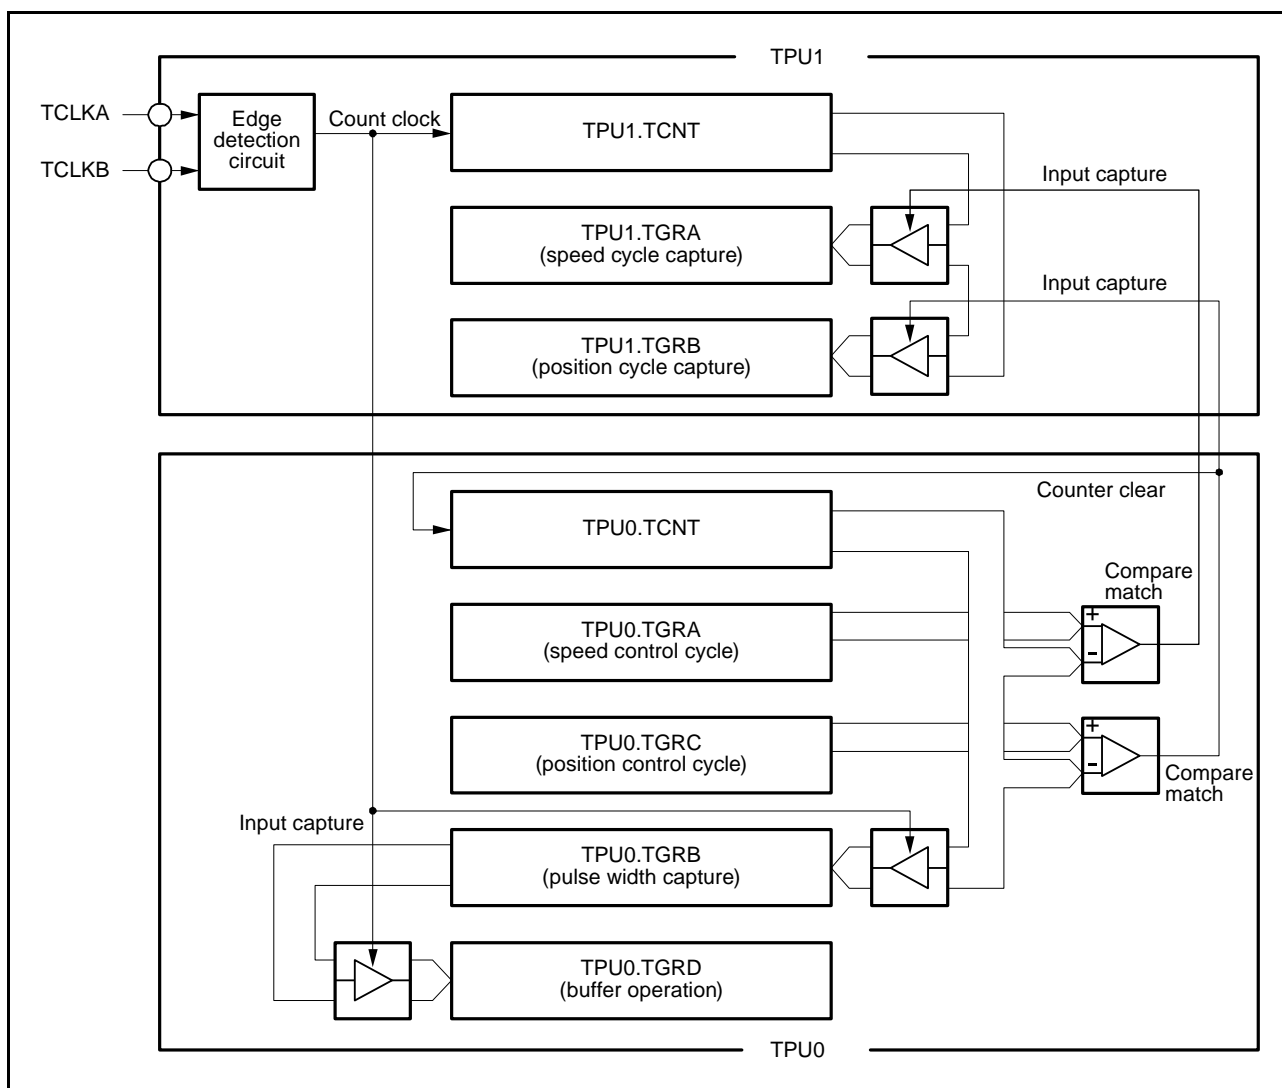 TPU1
TCLKA
TCLKB
Edge
detection
circuit
Count clock
TPU1.TCNT
Input capture
TPU1.TGRA
(speed cycle capture)
Input capture
TPU1.TGRB
(position cycle capture)
Counter clear
TPU0.TCNT
Compare
match
TPU0.TGRA
(speed control cycle)
+
-
TPU0.TGRC
(position control cycle)
+
-
Compare
match
Input capture
TPU0.TGRB
(pulse width capture)
TPU0.TGRD
(buffer operation)
TPU0